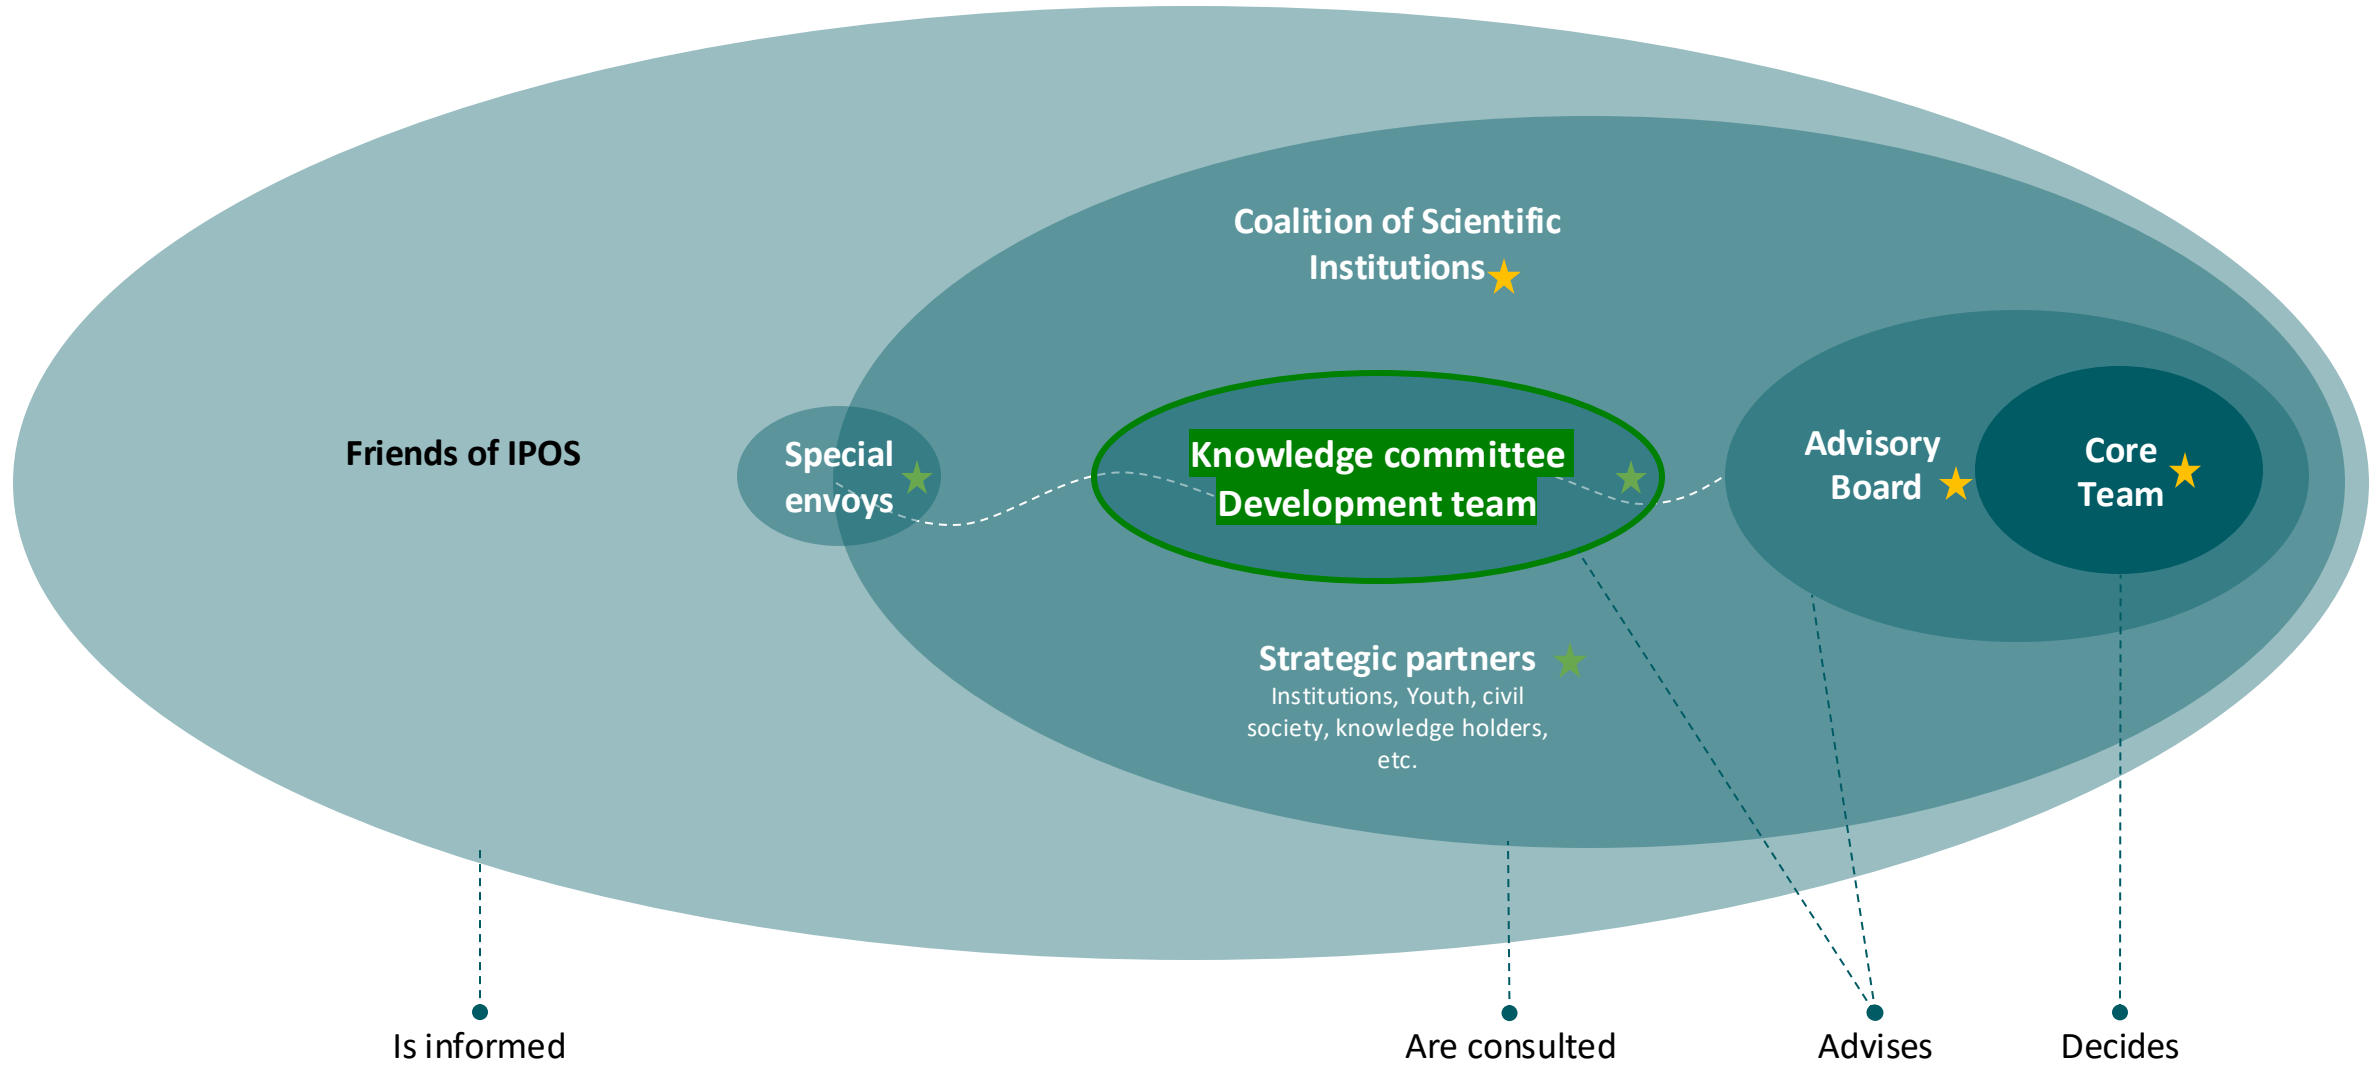 Coalition of Scientific
Institutions
Friends of IPOS
Special
envoys
Knowledge committee
Development team
Advisory
Board
Core
Team
Strategic partners
Institutions, Youth, civil
society, knowledge holders,
etc.
Is informed
Are consulted
Advises
Decides